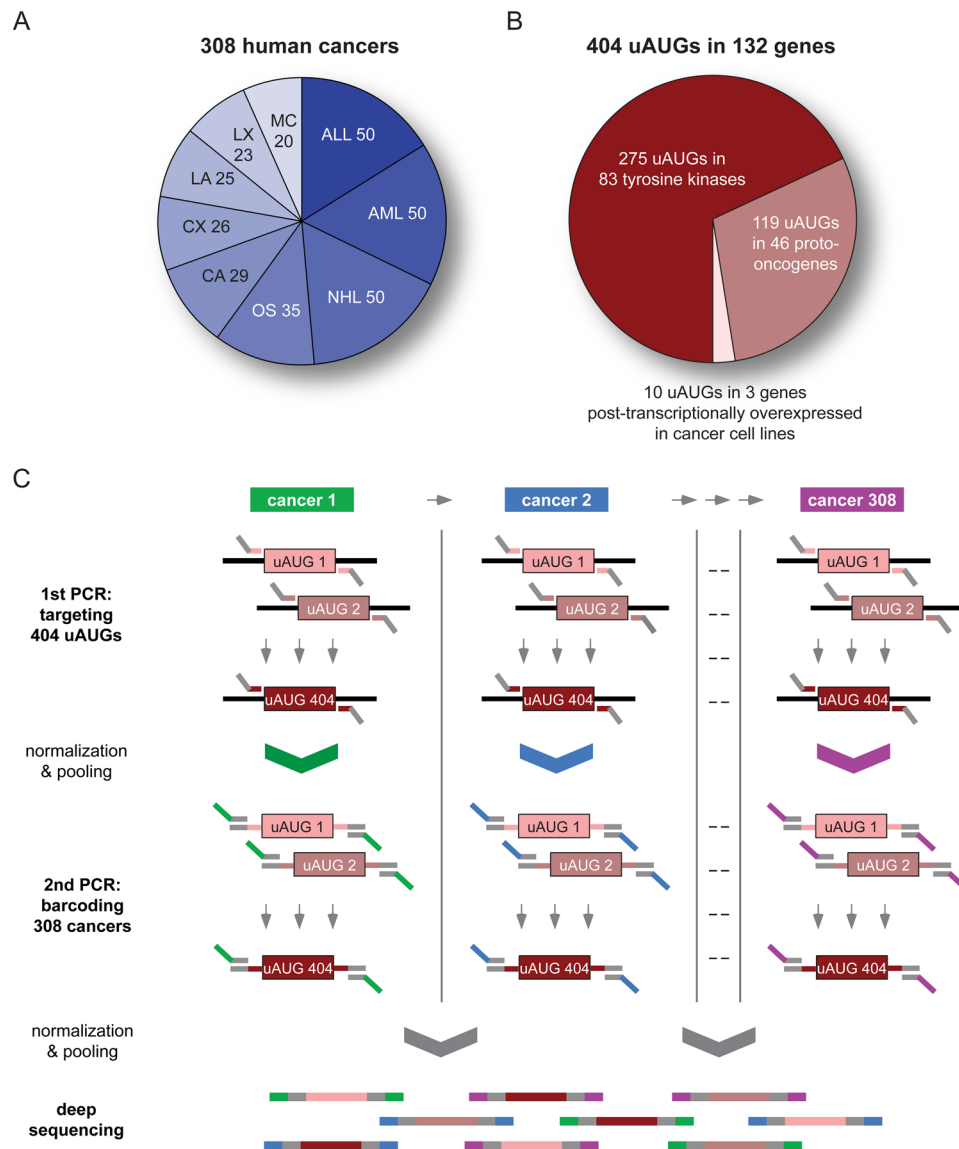 A
308 human cancers
MC
20
ALL 50
LX
23
LA 25
AML 50
CX 26
CA 29
OS 35
NHL 50
B
404 uAUGs in 132 genes
275 uAUGs in
83 tyrosine kinases
119 uAUGs
in 46 proto-
oncogenes
10 uAUGs in 3 genes
post-transcriptionally overexpressed
in cancer cell lines
C
cancer 1
cancer 2
cancer 308
1st PCR:
targeting
404 uAUGs
uAUG 1
uAUG 2
uAUG 404
uAUG 1
uAUG 2
uAUG 404
uAUG 1
uAUG 2
uAUG 404
normalization
& pooling
2nd PCR:
barcoding
308 cancers
uAUG 1
uAUG 2
uAUG 404
uAUG 1
uAUG 2
uAUG 404
uAUG 1
uAUG 2
uAUG 404
normalization
& pooling
deep
sequencing